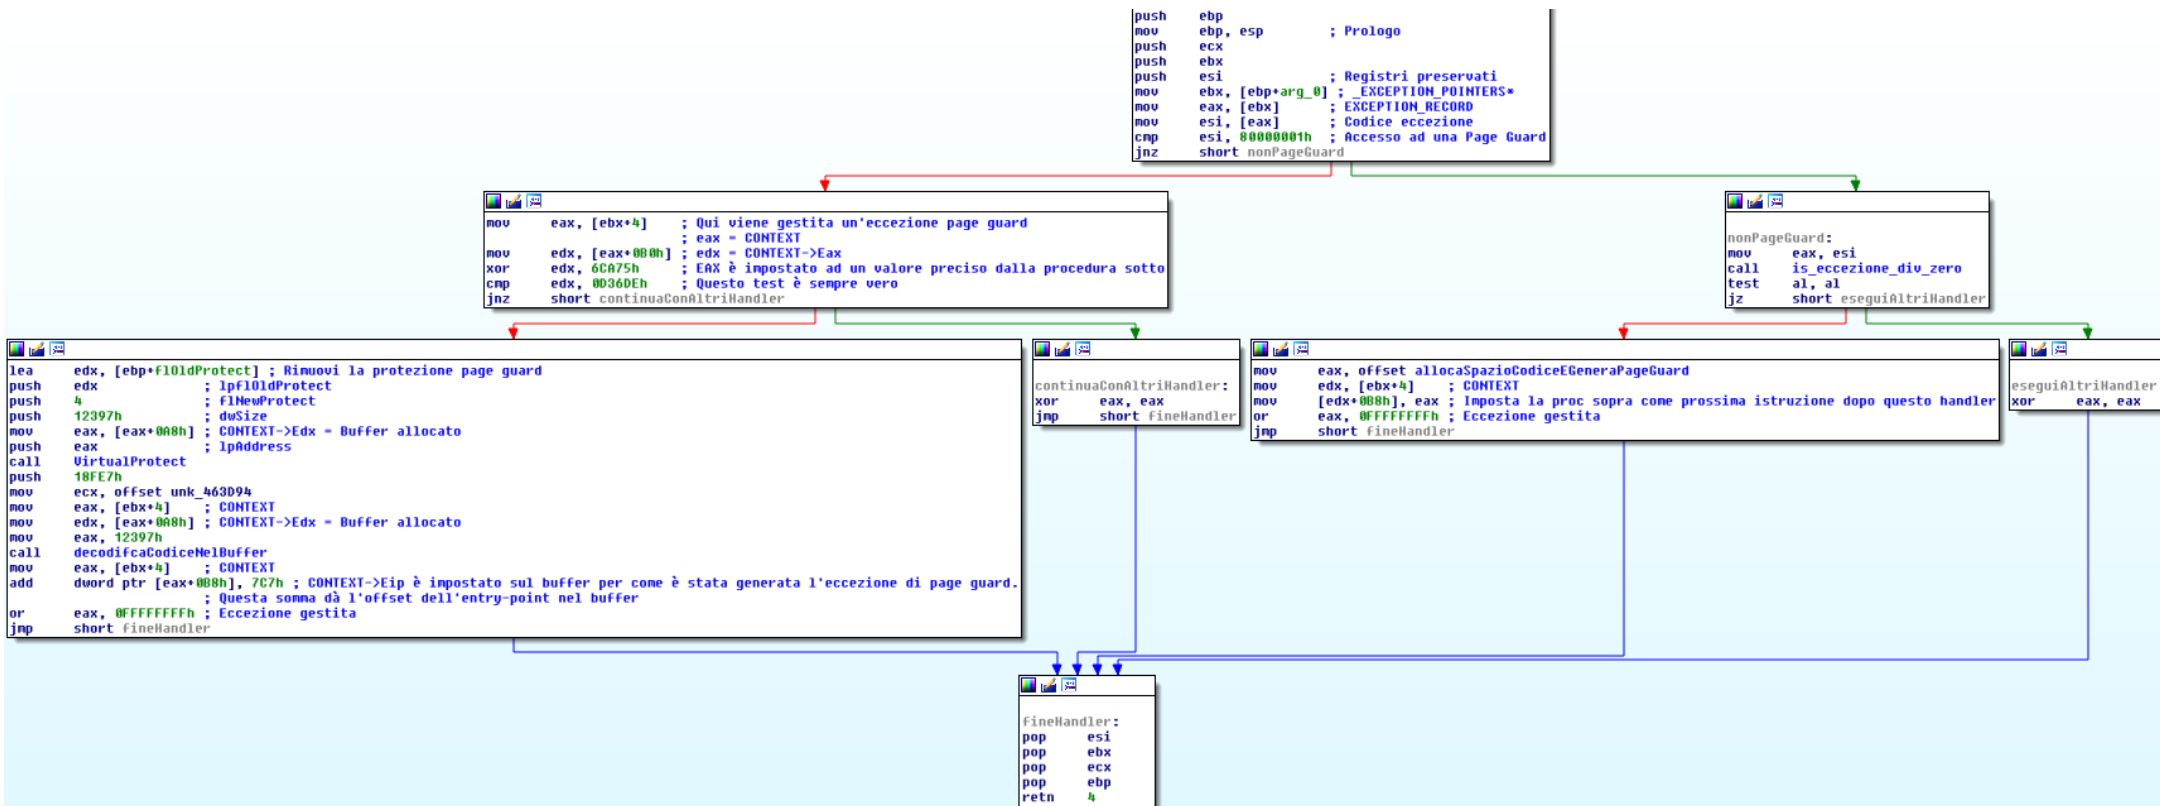 push ebp
mov ebp, esp ; Prologo
push ecx
push ebx
push esi ; Registri preservati
mov ebx, [ebp+arg_0] ; _EXCEPTION_POINTERS*
mov eax, [ebx] ; EXCEPTION_RECORD
mov esi, [eax] ; Codice eccezione
cmp esi, 80000001h ; Accesso ad una Page Guard
jnz short nonPageGuard
mov eax, [ebx+4] ; Qui viene gestita un'eccezione page guard
; eax = CONTEXT
mov edx, [eax+0B0h] ; edx = CONTEXT->Eax
xor edx, 6CA75h ; EAX è impostato ad un valore preciso dalla procedura sotto
cmp edx, 0D36DEh ; Questo test è sempre vero
jnz short continuaConAltriHandler
nonPageGuard:
mov eax, esi
call is_eccezione_div_zero
test al, al
jz short eseguiAltriHandler
lea edx, [ebp+flOldProtect] ; Rimuovi la protezione page guard
push edx ; lpflOldProtect
push 4 ; flNewProtect
push 12397h ; dwSize
mov eax, [eax+0A8h] ; CONTEXT->Edx = Buffer allocato
push eax ; lpAddress
call VirtualProtect
push 18FE7h
mov ecx, offset unk_463D94
mov eax, [ebx+4] ; CONTEXT
mov edx, [eax+0A8h] ; CONTEXT->Edx = Buffer allocato
mov eax, 12397h
call decodifcaCodiceNelBuffer
mov eax, [ebx+4] ; CONTEXT
add dword ptr [eax+0B8h], 7C7h ; CONTEXT->Eip è impostato sul buffer per come è stata generata l'eccezione di page guard.
; Questa somma dà l'offset dell'entry-point nel buffer
or eax, 0FFFFFFFFh ; Eccezione gestita
jmp short fineHandler
continuaConAltriHandler:
xor eax, eax
jmp short fineHandler
mov eax, offset allocaSpazioCodiceEGeneraPageGuard
mov edx, [ebx+4] ; CONTEXT
mov [edx+0B8h], eax ; Imposta la proc sopra come prossima istruzione dopo questo handler
or eax, 0FFFFFFFFh ; Eccezione gestita
jmp short fineHandler
eseguiAltriHandler
xor eax, eax
fineHandler:
pop esi
pop ebx
pop ecx
pop ebp
retn 4